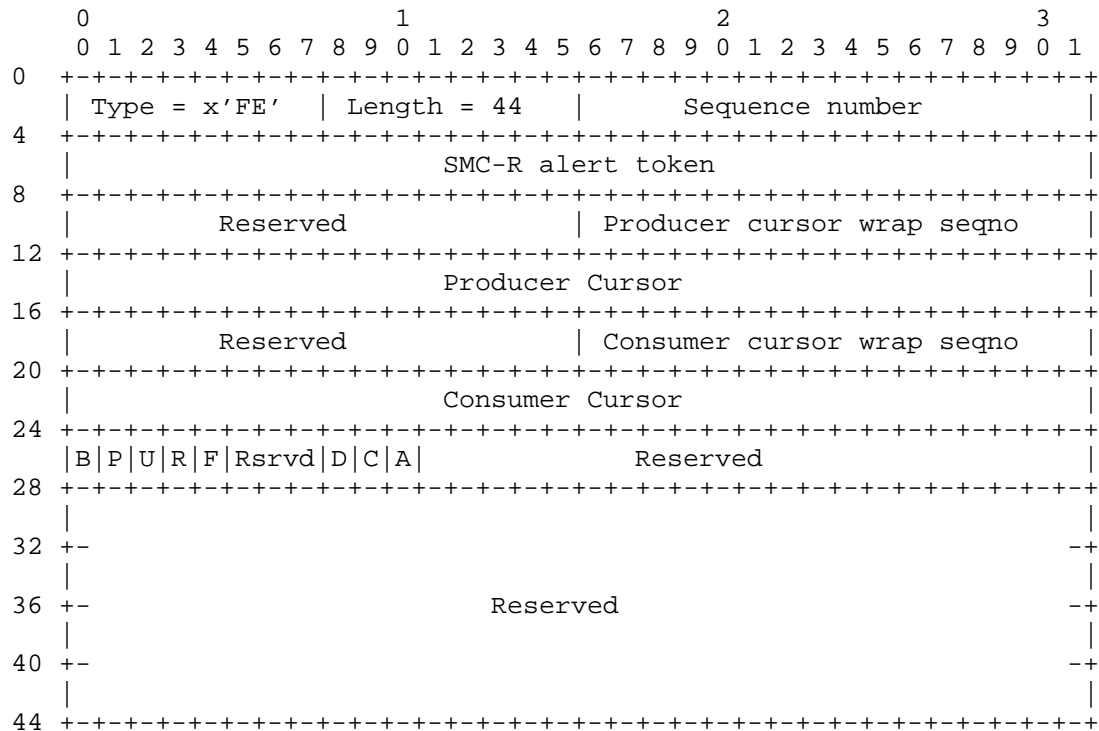 0                   1                   2                   3
0 1 2 3 4 5 6 7 8 9 0 1 2 3 4 5 6 7 8 9 0 1 2 3 4 5 6 7 8 9 0 1
0 +-+-+-+-+-+-+-+-+-+-+-+-+-+-+-+-+-+-+-+-+-+-+-+-+-+-+-+-+-+-+-+-+
| Type = x’FE’ | Length = 44 | Sequence number |
4 +-+-+-+-+-+-+-+-+-+-+-+-+-+-+-+-+-+-+-+-+-+-+-+-+-+-+-+-+-+-+-+-+
| SMC-R alert token |
8 +-+-+-+-+-+-+-+-+-+-+-+-+-+-+-+-+-+-+-+-+-+-+-+-+-+-+-+-+-+-+-+-+
| Reserved | Producer cursor wrap seqno |
12 +-+-+-+-+-+-+-+-+-+-+-+-+-+-+-+-+-+-+-+-+-+-+-+-+-+-+-+-+-+-+-+-+
| Producer Cursor |
16 +-+-+-+-+-+-+-+-+-+-+-+-+-+-+-+-+-+-+-+-+-+-+-+-+-+-+-+-+-+-+-+-+
| Reserved | Consumer cursor wrap seqno |
20 +-+-+-+-+-+-+-+-+-+-+-+-+-+-+-+-+-+-+-+-+-+-+-+-+-+-+-+-+-+-+-+-+
| Consumer Cursor |
24 +-+-+-+-+-+-+-+-+-+-+-+-+-+-+-+-+-+-+-+-+-+-+-+-+-+-+-+-+-+-+-+-+
|B|P|U|R|F|Rsrvd|D|C|A| Reserved |
28 +-+-+-+-+-+-+-+-+-+-+-+-+-+-+-+-+-+-+-+-+-+-+-+-+-+-+-+-+-+-+-+-+
| |
32 +- -+
| |
36 +- Reserved -+
| |
40 +- -+
| |
44 +-+-+-+-+-+-+-+-+-+-+-+-+-+-+-+-+-+-+-+-+-+-+-+-+-+-+-+-+-+-+-+-+